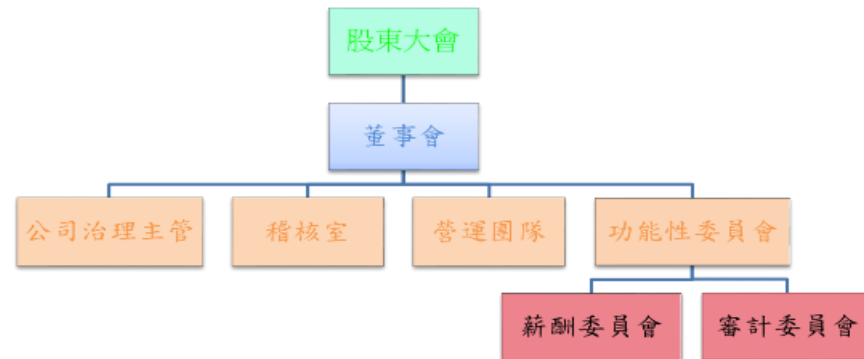 股東大會
董事會
公司治理主管
稽核室
營運團隊
功能性委員會
薪酬委員會
審計委員會